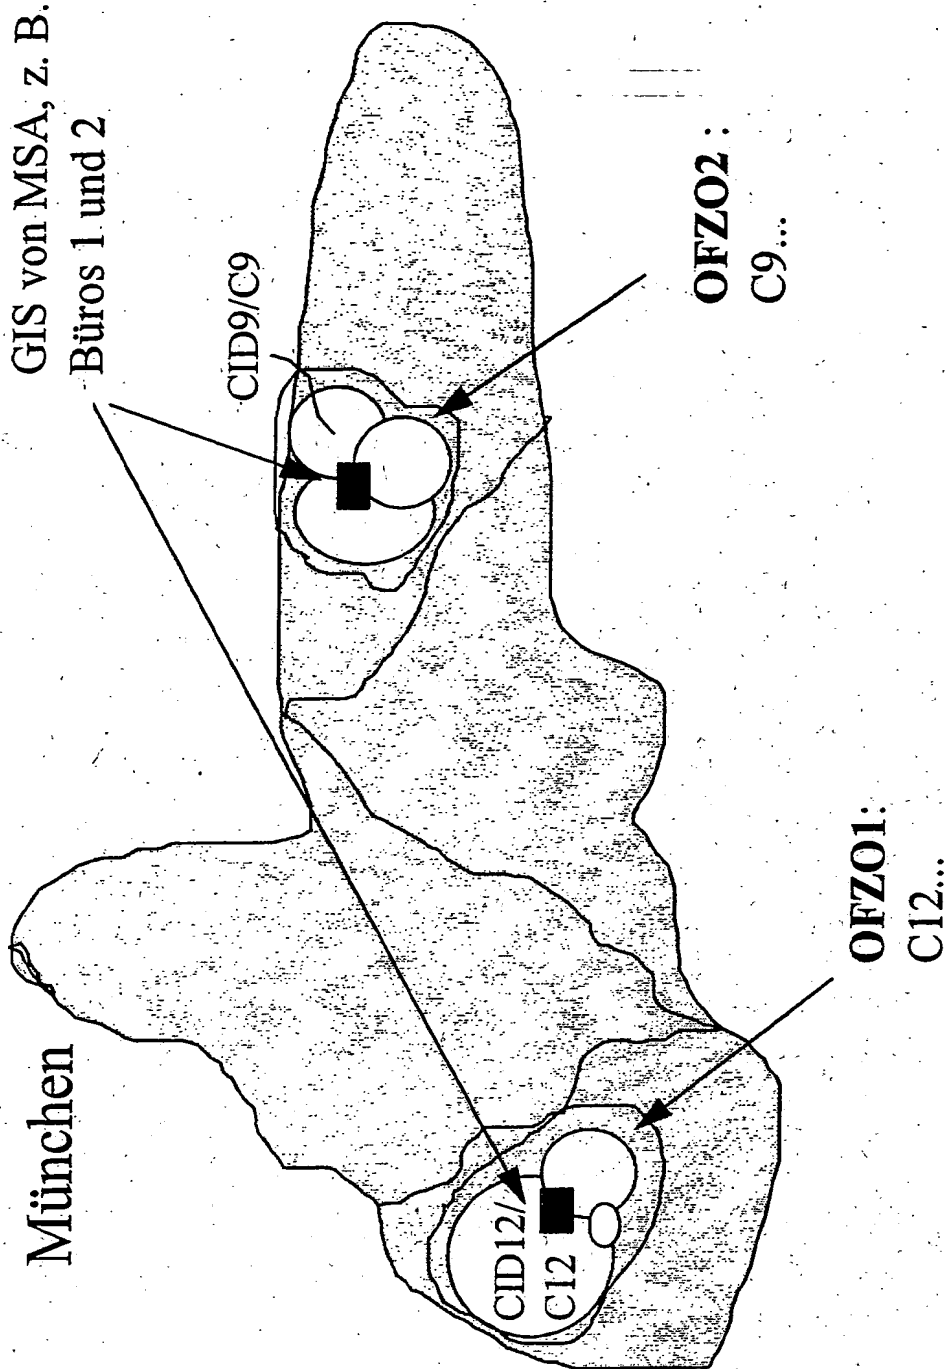 München
GIS von MSA, z. B.
Büros 1 und 2
CID9/C9
CID12/
C12
OFZO1:
C12...
OFZO2 :
C9...